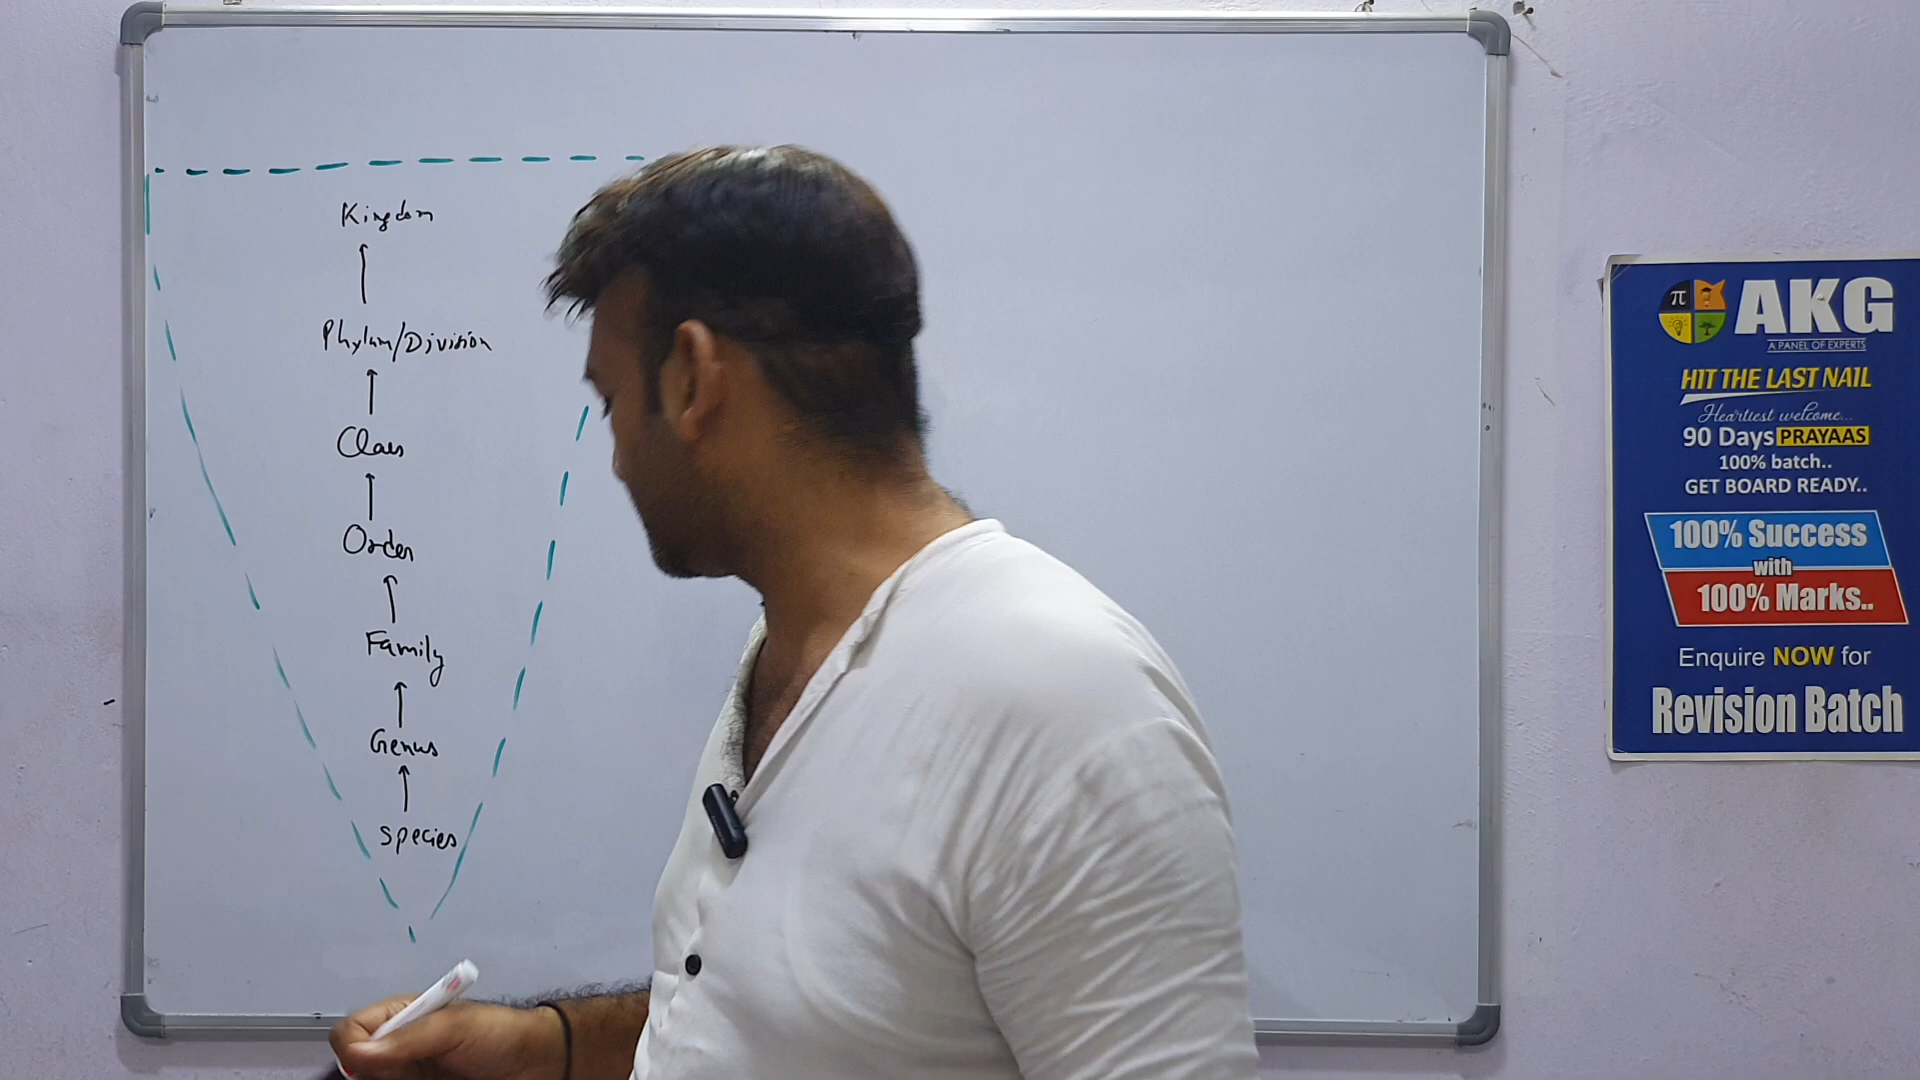 Kingdom
Phylum/Division
Class
Order
Family
Genus
Species
π
AKG
A PANEL OF EXPERTS
HIT THE LAST NAIL
Heartiest welcome...
90 Days PRAYAAS
100% batch..
GET BOARD READY..
100% Success
with
100% Marks..
Enquire NOW for
Revision Batch